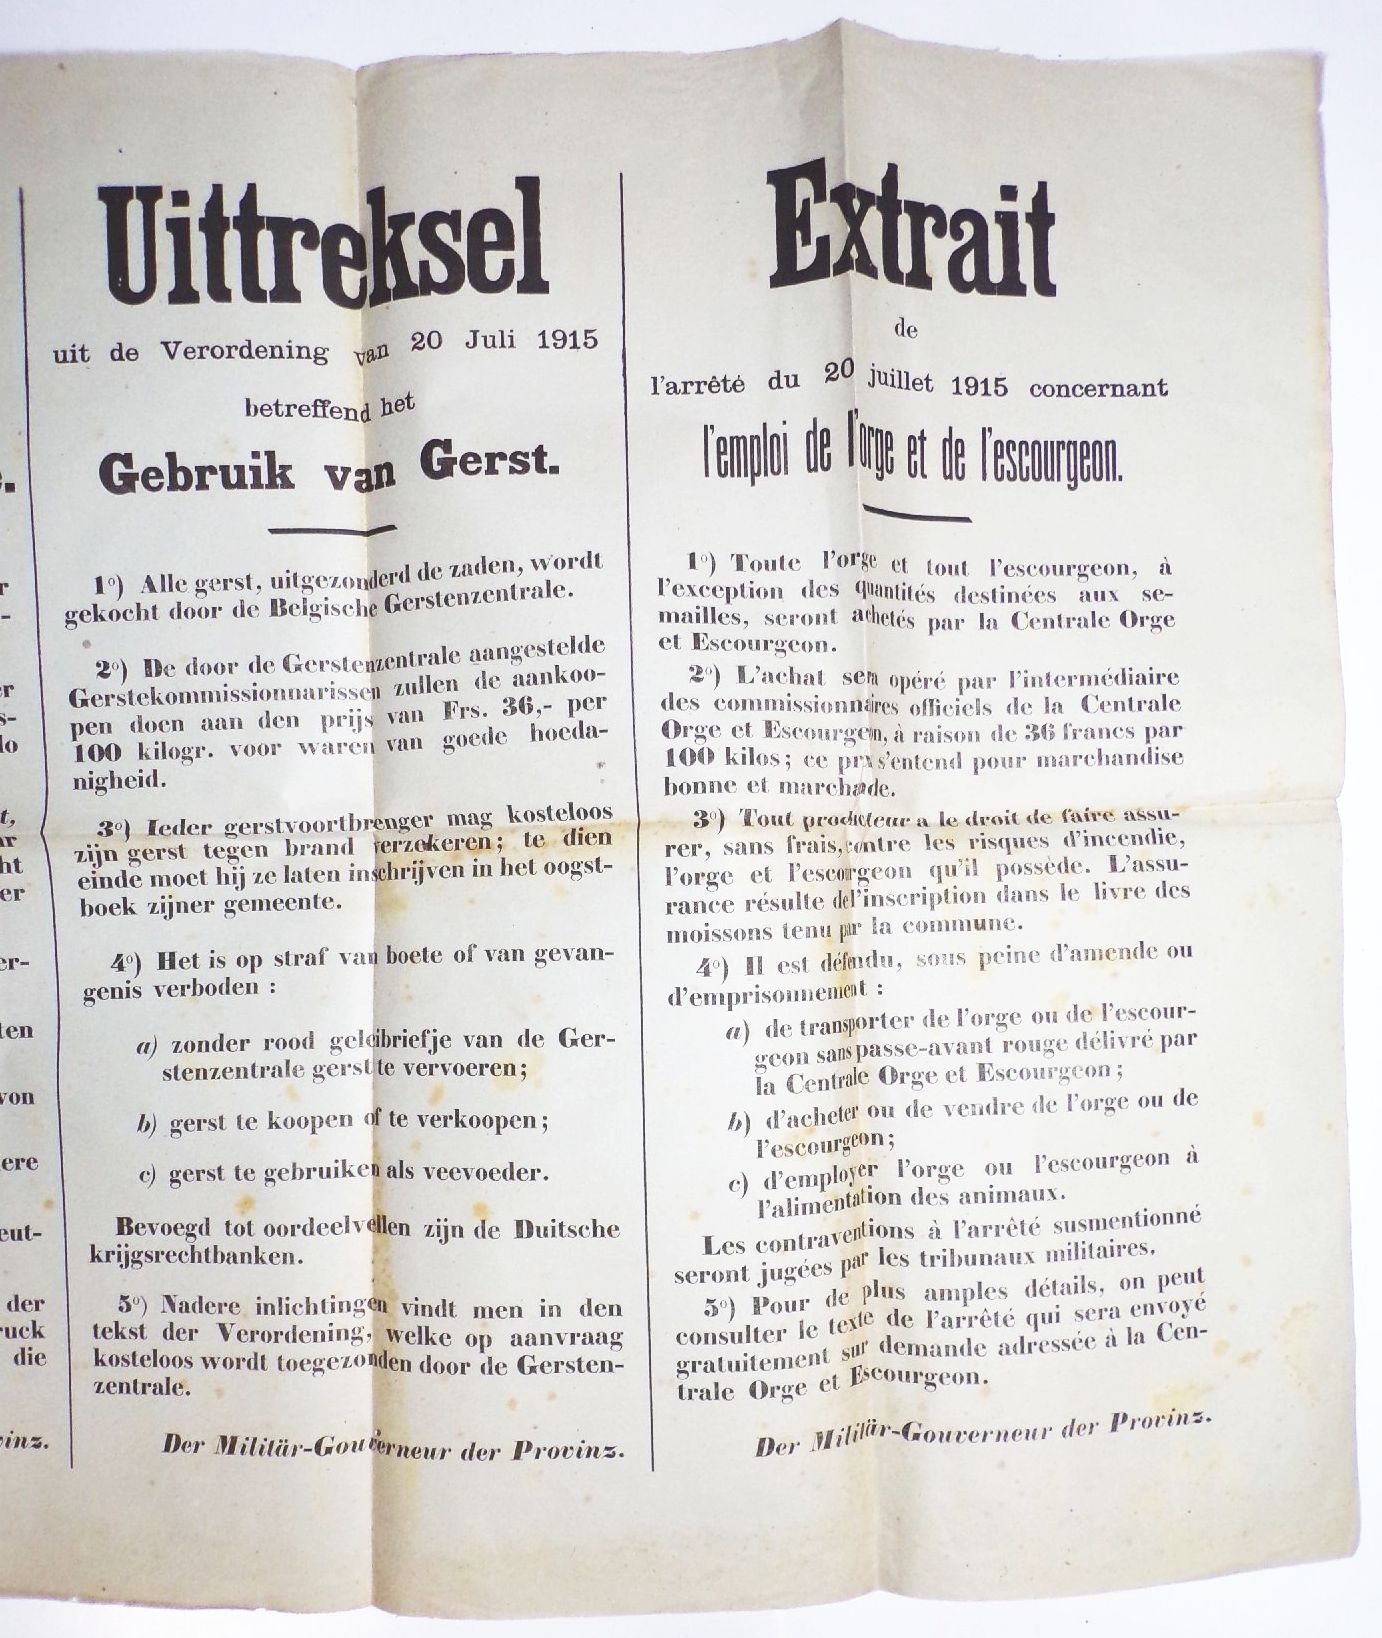 Uittreksel
uit de Verordening van 20 Juli 1915
betreffend het
Gebruik van Gerst.
1º) Alle gerst, uitgezonderd de zaden, wordt
gekocht door de Belgische Gerstenzentrale.
2º) De door de Gerstenzentrale aangestelde
Gerstekommissionnarissen zullen de aankoo-
pen doen aan den prijs van Frs. 36,- per
100 kilogr. voor waren van goede hoeda-
nigheid.
3º) Ieder gerstvoortbrenger mag kosteloos
zijn gerst tegen brand verzekeren; te dien
einde moet hij ze laten inschrijven in het oogst-
boek zijner gemeente.
4º) Het is op straf van boete of van gevan-
genis verboden :
a) zonder rood geleibriefje van de Ger-
stenzentrale gerst te vervoeren;
b) gerst te koopen of te verkoopen;
c) gerst te gebruiken als veevoeder.
Bevoegd tot oordeelvellen zijn de Duitsche
krijgsrechtbanken.
5º) Nadere inlichtingen vindt men in den
tekst der Verordening, welke op aanvraag
kosteloos wordt toegezonden door de Gersten-
zentrale.
Der Militär-Gouverneur der Provinz.
Extrait
de
l'arrêté du 20 juillet 1915 concernant
l'emploi de l'orge et de l'escourgeon.
1º) Toute l'orge et tout l'escourgeon, à
l'exception des quantités destinées aux se-
mailles, seront achetés par la Centrale Orge
et Escourgeon.
2º) L'achat sera opéré par l'intermédiaire
des commissionnaires officiels de la Centrale
Orge et Escourgeon, à raison de 36 francs par
100 kilos; ce prix s'entend pour marchandise
bonne et marchande.
3º) Tout producteur a le droit de faire assu-
rer, sans frais, contre les risques d'incendie,
l'orge et l'escourgeon qu'il possède. L'assu-
rance résulte de l'inscription dans le livre des
moissons tenu par la commune.
4º) Il est défendu, sous peine d'amende ou
d'emprisonnement :
a) de transporter de l'orge ou de l'escour-
geon sans passe-avant rouge délivré par
la Centrale Orge et Escourgeon;
b) d'acheter ou de vendre de l'orge ou de
l'escourgeon;
c) d'employer l'orge ou l'escourgeon à
l'alimentation des animaux.
Les contraventions à l'arrêté susmentionné
seront jugées par les tribunaux militaires.
5º) Pour de plus amples détails, on peut
consulter le texte de l'arrêté qui sera envoyé
gratuitement sur demande adressée à la Cen-
trale Orge et Escourgeon.
Der Militär-Gouverneur der Provinz.